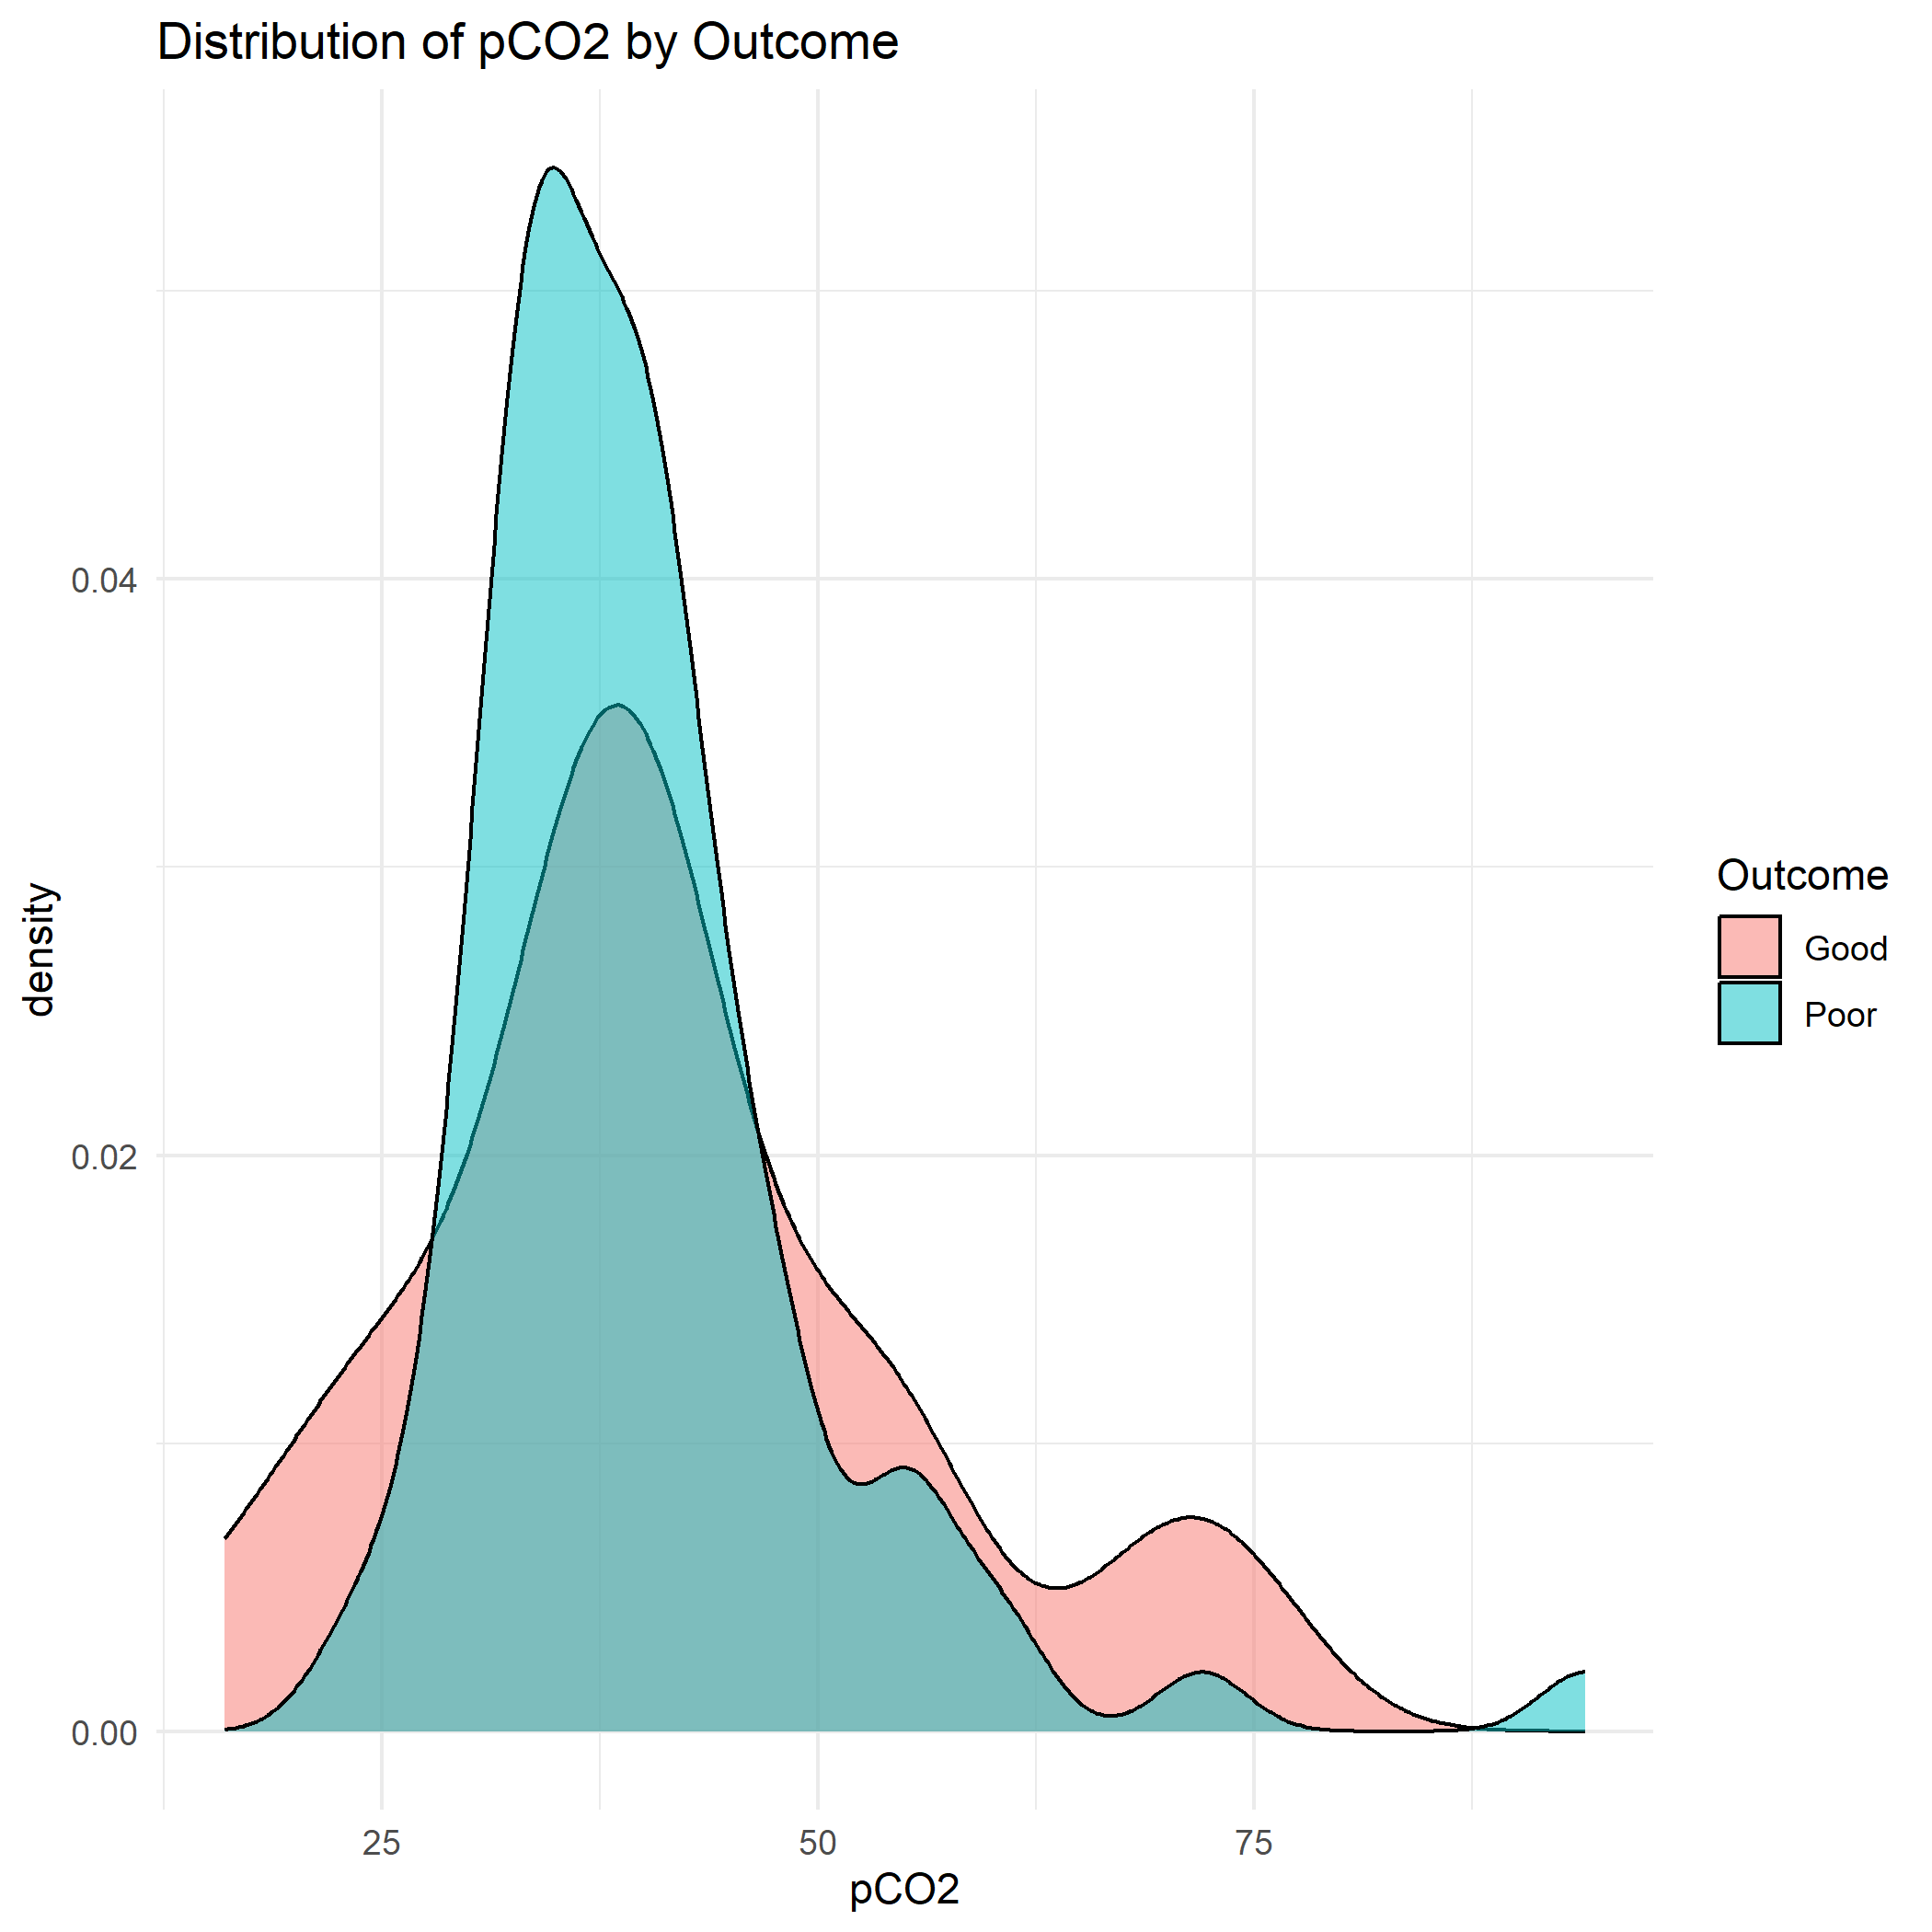 Distribution of pCO2 by Outcome
density
0.04
0.02
0.00
25
50
75
pCO2
Outcome
Good
Poor